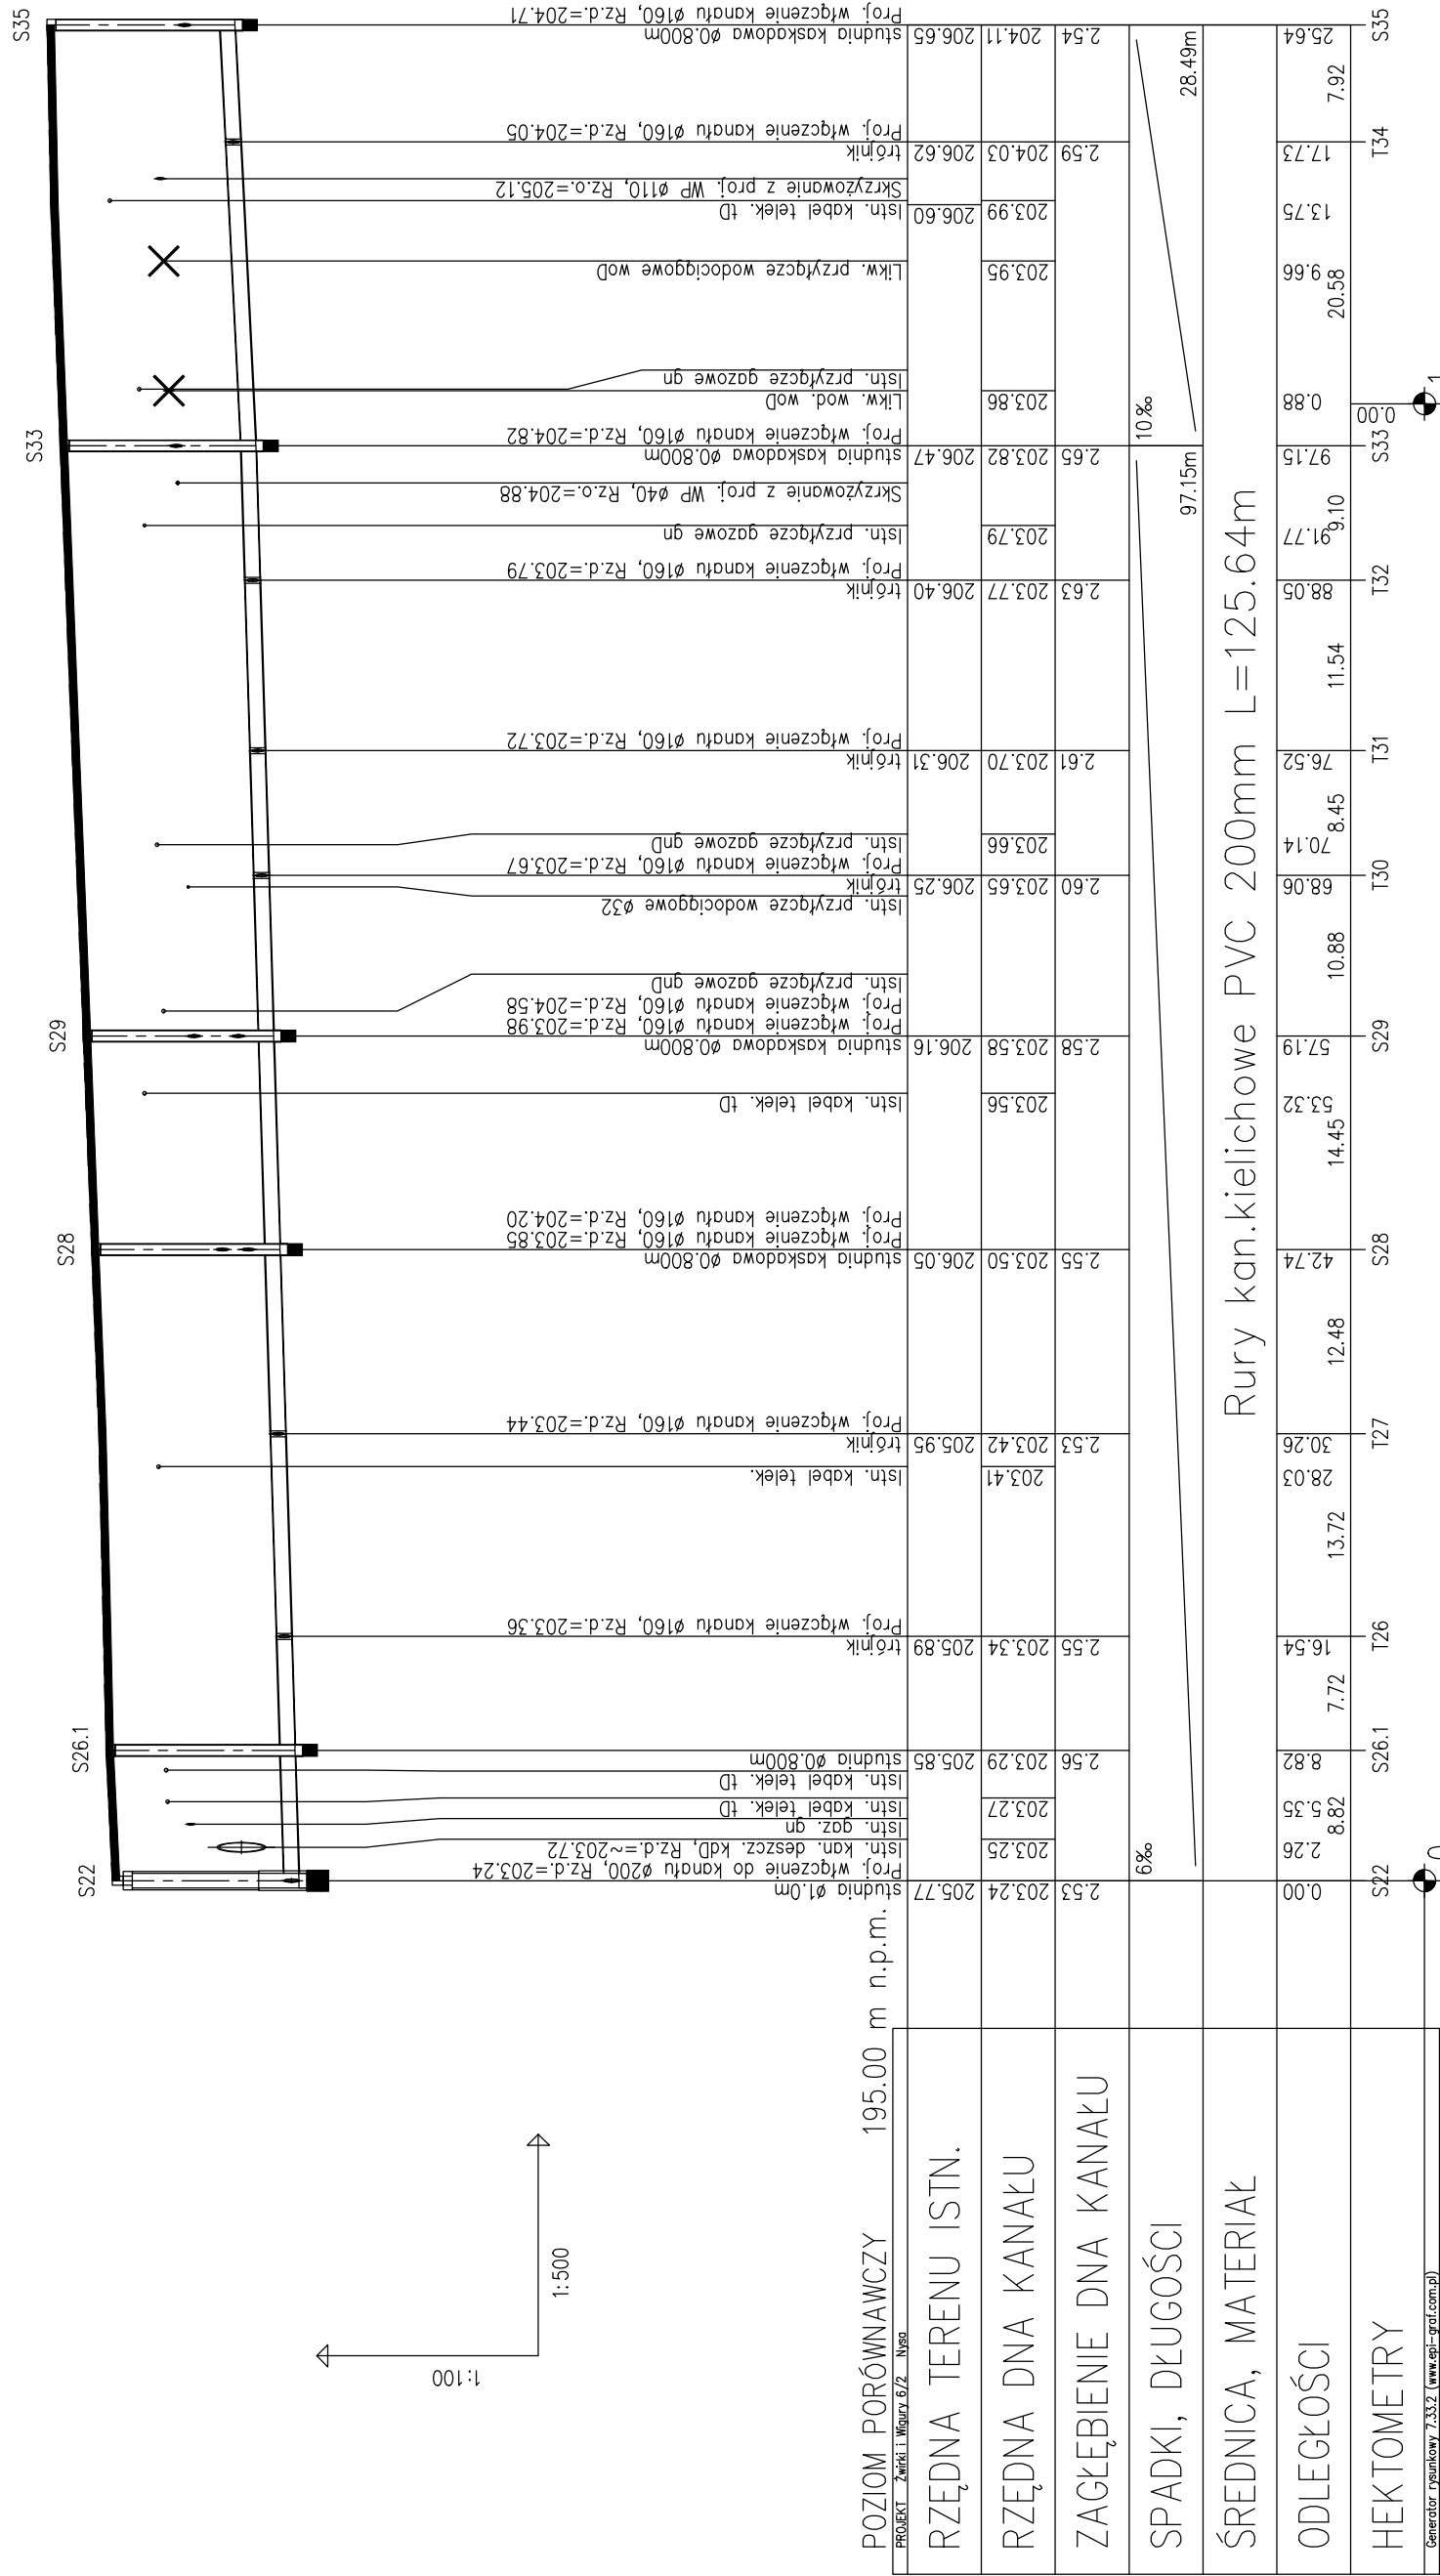 S22
S26.1
S28
S29
S33
S35
1:100
1:500
studnia ø1.0m
Proj. włączenie do kanału ø200, Rz.d.=203.24
Istn. kan. deszcz. kdD, Rz.d.=~203.72
Istn. gaz. gn
Istn. kabel telek. tD
Istn. kabel telek. tD
studnia ø0.800m
trójnik
Proj. włączenie kanału ø160, Rz.d.=203.36
Istn. kabel telek.
trójnik
Proj. włączenie kanału ø160, Rz.d.=203.44
studnia kaskadowa ø0.800m
Proj. włączenie kanału ø160, Rz.d.=203.85
Proj. włączenie kanału ø160, Rz.d.=204.20
Istn. kabel telek. tD
studnia kaskadowa ø0.800m
Proj. włączenie kanału ø160, Rz.d.=203.98
Proj. włączenie kanału ø160, Rz.d.=204.58
Istn. przyłącze gazowe gnD
Istn. przyłącze wodociągowe ø32
trójnik
Proj. włączenie kanału ø160, Rz.d.=203.67
Istn. przyłącze gazowe gnD
trójnik
Proj. włączenie kanału ø160, Rz.d.=203.72
trójnik
Proj. włączenie kanału ø160, Rz.d.=203.79
Istn. przyłącze gazowe gn
Skrzyżowanie z proj. WP ø40, Rz.o.=204.88
studnia kaskadowa ø0.800m
Proj. włączenie kanału ø160, Rz.d.=204.82
Likw. wod. woD
Istn. przyłącze gazowe gn
Likw. przyłącze wodociągowe woD
Istn. kabel telek. tD
Skrzyżowanie z proj. WP ø110, Rz.o.=205.12
trójnik
Proj. włączenie kanału ø160, Rz.d.=204.05
studnia kaskadowa ø0.800m
Proj. włączenie kanału ø160, Rz.d.=204.71
POZIOM PORÓWNAWCZY 195.00 m n.p.m.
PROJEKT Żwirki i Wigury 6/2 Nysa
RZĘDNA TERENU ISTN. 205.77 205.85 205.89 205.95 206.05 206.16 206.25 206.31 206.40 206.47 206.60 206.62 206.65
RZĘDNA DNA KANAŁU 203.24 203.25 203.27 203.29 203.34 203.41 203.42 203.50 203.56 203.58 203.65 203.66 203.70 203.77 203.79 203.82 203.86 203.95 203.99 204.03 204.11
ZAGŁĘBIENIE DNA KANAŁU 2.53 2.56 2.55 2.53 2.55 2.58 2.60 2.61 2.63 2.65 2.59 2.54
SPADKI, DŁUGOŚCI 6‰ 97.15m 10‰ 28.49m
ŚREDNICA, MATERIAŁ Rury kan.kielichowe PVC 200mm L=125.64m
ODLEGŁOŚCI 0.00 2.26 5.35 8.82 16.54 28.03 30.26 42.74 53.32 57.19 68.06 70.14 76.52 88.05 91.77 97.15 0.88 9.66 13.75 17.73 25.64
8.82 7.72 13.72 12.48 14.45 10.88 8.45 11.54 9.10 20.58 7.92
0.00
HEKTOMETRY S22 S26.1 T26 T27 S28 S29 T30 T31 T32 S33 T34 S35
0 1
Generator rysunkowy 7.33.2 (www.epi-graf.com.pl)